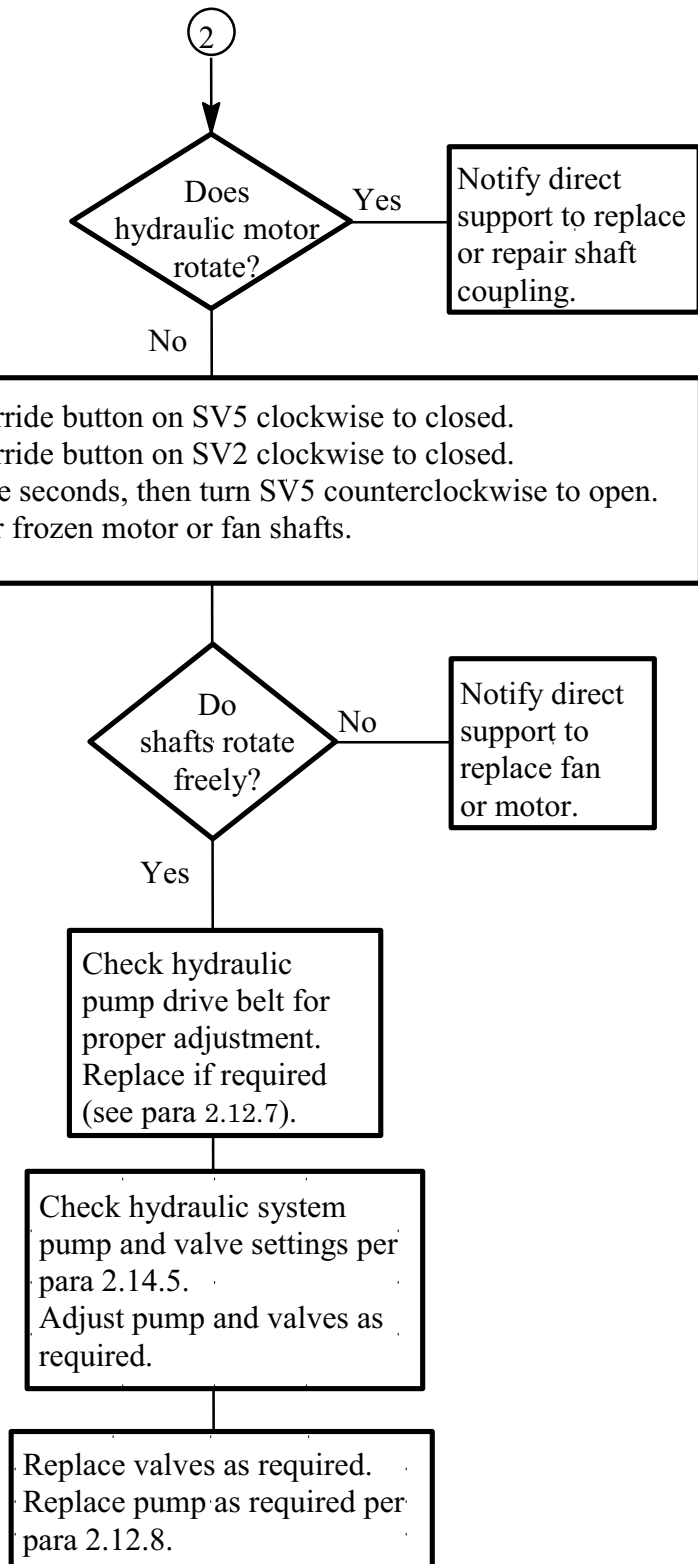 2
Does
hydraulic motor
rotate?
Yes
Notify direct
support to replace
or repair shaft
coupling.
No
button on SV5 clockwise to closed.
button on SV2 clockwise to closed.
seconds, then turn SV5 counterclockwise to open.
frozen motor or fan shafts.
Do
shafts rotate
freely?
No
Notify direct
support to
replace fan
or motor.
Yes
Check hydraulic
pump drive belt for
proper adjustment.
Replace if required
(see para 2.12.7).
Check hydraulic system
pump and valve settings per
para 2.14.5.
Adjust pump and valves as
required.
Replace valves as required.
Replace pump as required per
para 2.12.8.